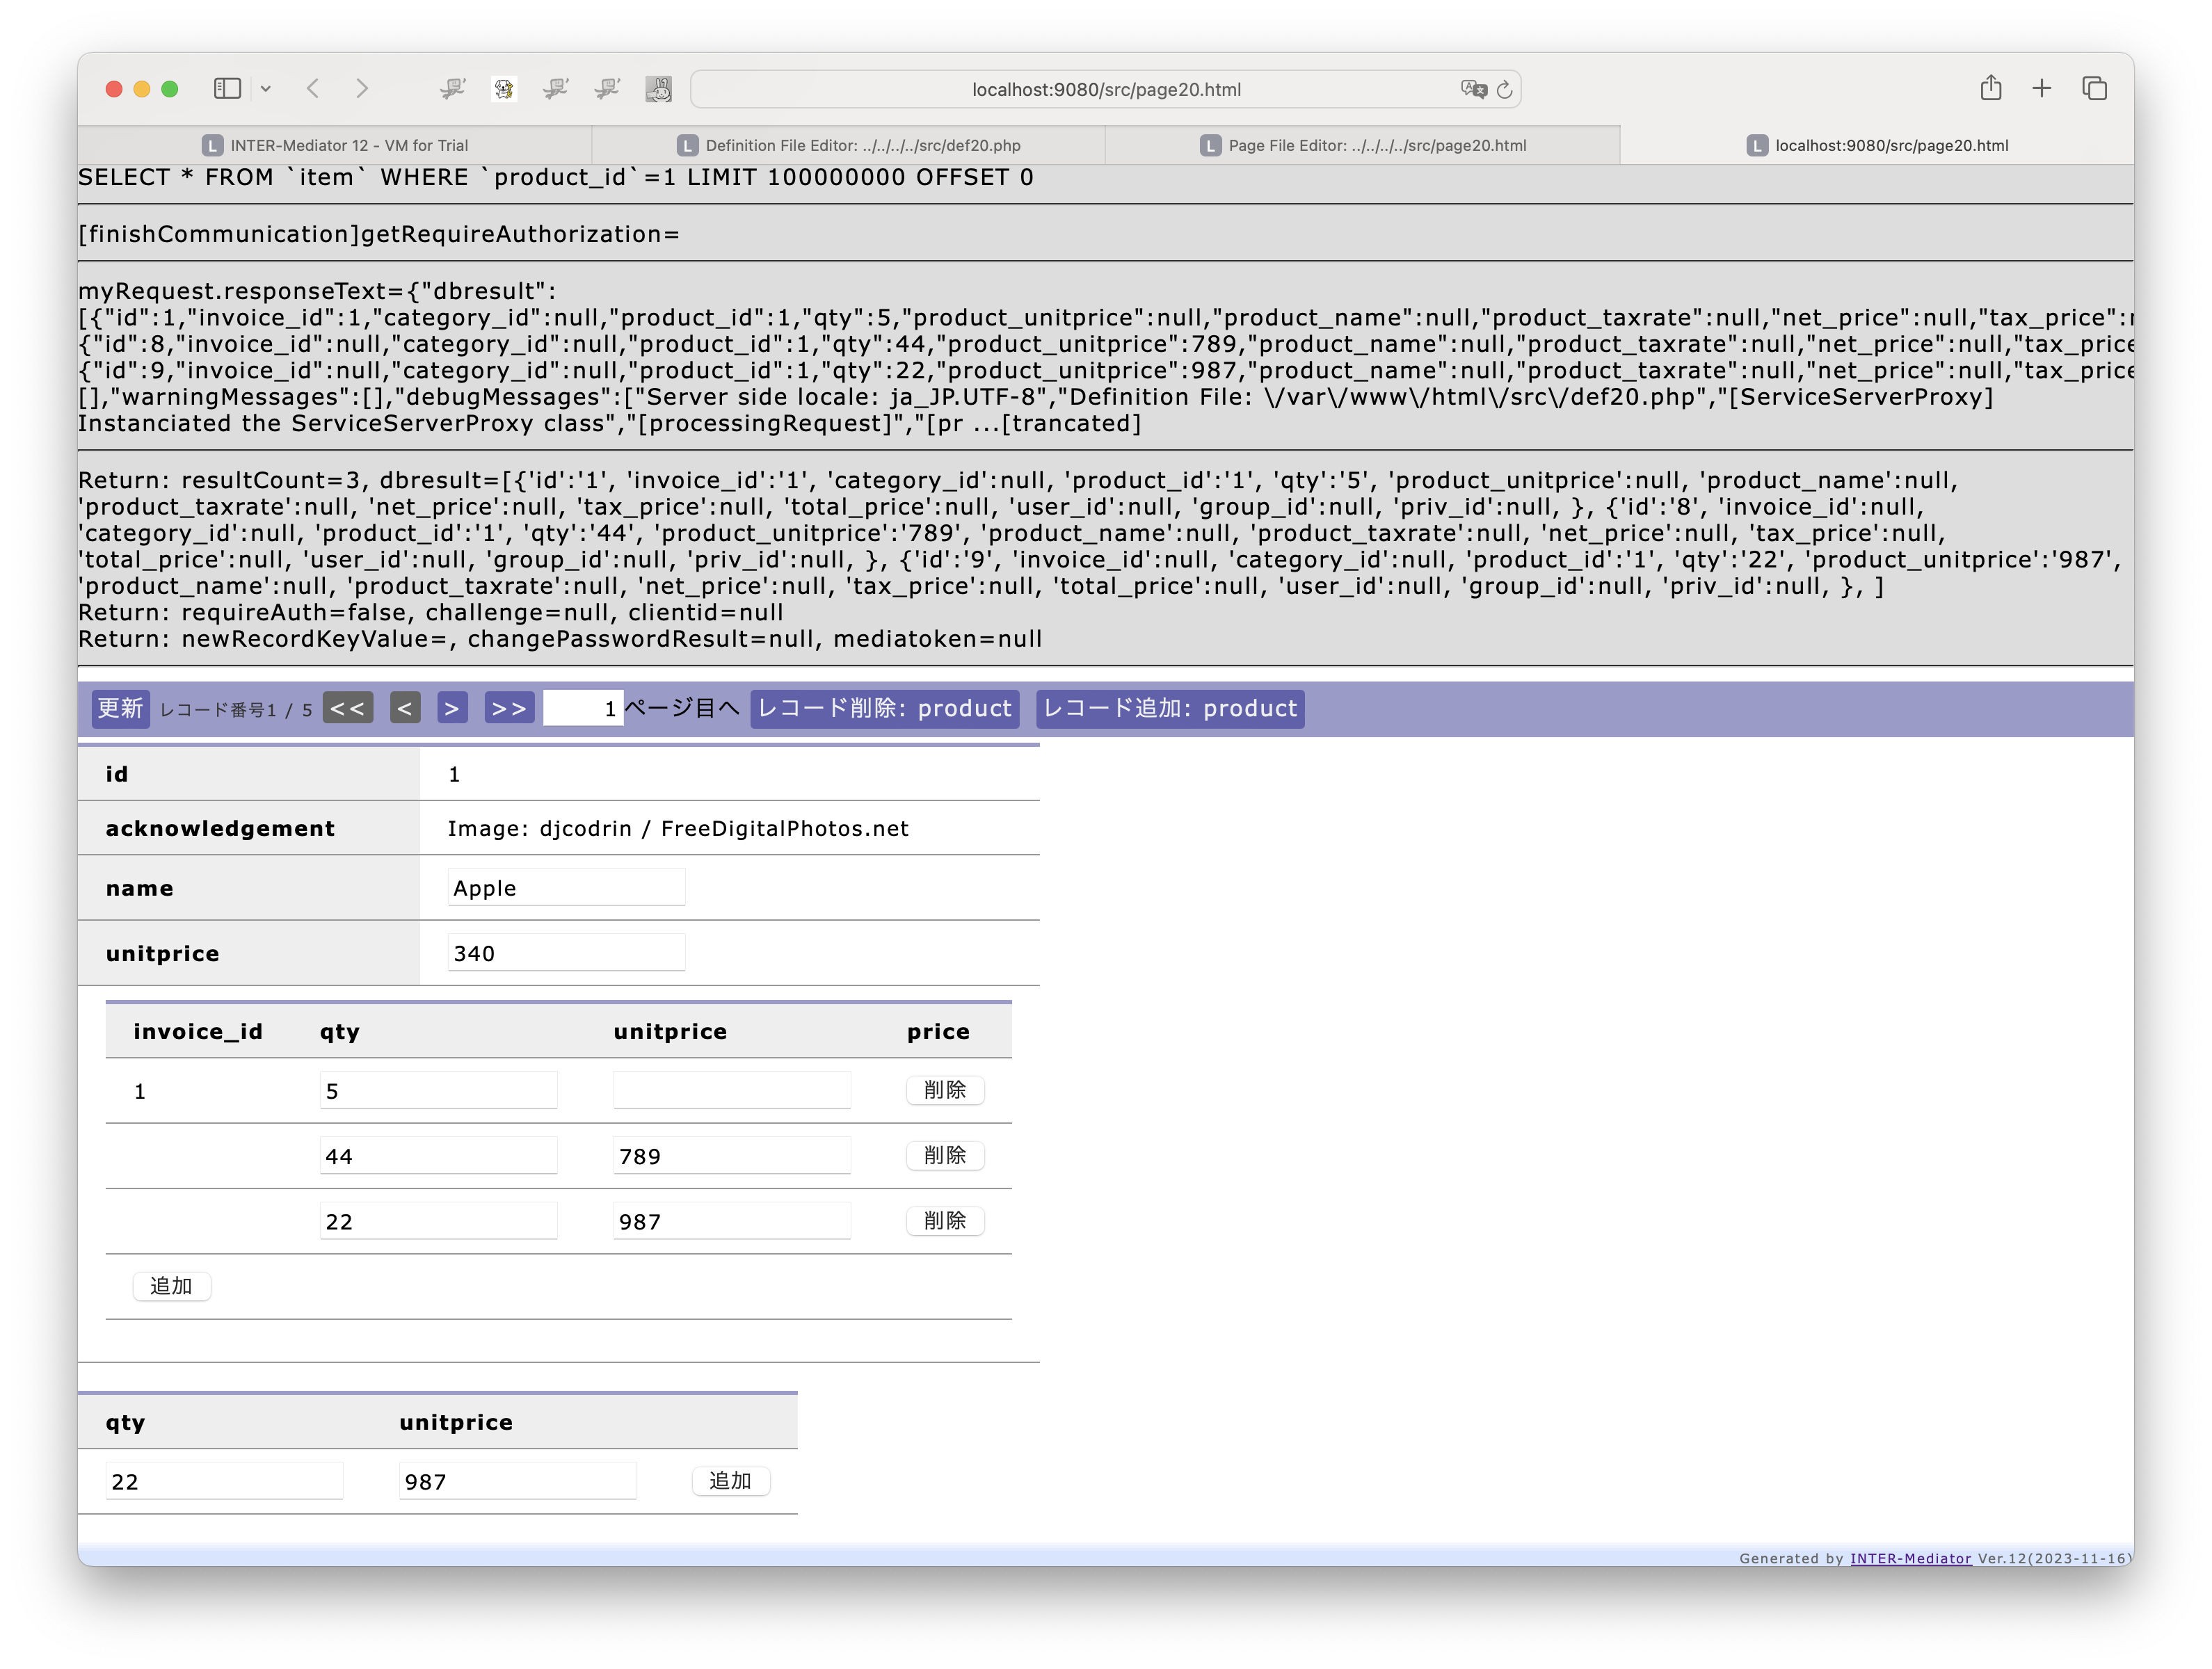 localhost:9080/src/page20.html
L INTER-Mediator 12 - VM for Trial
L Definition File Editor: ../../../../src/def20.php
L Page File Editor: ../../../../src/page20.html
L localhost:9080/src/page20.html
SELECT * FROM `item` WHERE `product_id`=1 LIMIT 100000000 OFFSET 0
[finishCommunication]getRequireAuthorization=
myRequest.responseText={"dbresult":
[{"id":1,"invoice_id":1,"category_id":null,"product_id":1,"qty":5,"product_unitprice":null,"product_name":null,"product_taxrate":null,"net_price":null,"tax_price":
{"id":8,"invoice_id":null,"category_id":null,"product_id":1,"qty":44,"product_unitprice":789,"product_name":null,"product_taxrate":null,"net_price":null,"tax_price
{"id":9,"invoice_id":null,"category_id":null,"product_id":1,"qty":22,"product_unitprice":987,"product_name":null,"product_taxrate":null,"net_price":null,"tax_price
[],"warningMessages":[],"debugMessages":["Server side locale: ja_JP.UTF-8","Definition File: \/var\/www\/html\/src\/def20.php","[ServiceServerProxy]
Instanciated the ServiceServerProxy class","[processingRequest]","[pr ...[trancated]
Return: resultCount=3, dbresult=[{'id':'1', 'invoice_id':'1', 'category_id':null, 'product_id':'1', 'qty':'5', 'product_unitprice':null, 'product_name':null,
'product_taxrate':null, 'net_price':null, 'tax_price':null, 'total_price':null, 'user_id':null, 'group_id':null, 'priv_id':null, }, {'id':'8', 'invoice_id':null,
'category_id':null, 'product_id':'1', 'qty':'44', 'product_unitprice':'789', 'product_name':null, 'product_taxrate':null, 'net_price':null, 'tax_price':null,
'total_price':null, 'user_id':null, 'group_id':null, 'priv_id':null, }, {'id':'9', 'invoice_id':null, 'category_id':null, 'product_id':'1', 'qty':'22', 'product_unitprice':'987',
'product_name':null, 'product_taxrate':null, 'net_price':null, 'tax_price':null, 'total_price':null, 'user_id':null, 'group_id':null, 'priv_id':null, }, ]
Return: requireAuth=false, challenge=null, clientid=null
Return: newRecordKeyValue=, changePasswordResult=null, mediatoken=null
更新 レコード番号1 / 5 << < > >> 1 ページ目へ レコード削除: product レコード追加: product
id 1
acknowledgement Image: djcodrin / FreeDigitalPhotos.net
name Apple
unitprice 340
invoice_id qty unitprice price
1 5 削除
44 789 削除
22 987 削除
追加
qty unitprice
22 987 追加
Generated by INTER-Mediator Ver.12(2023-11-16)